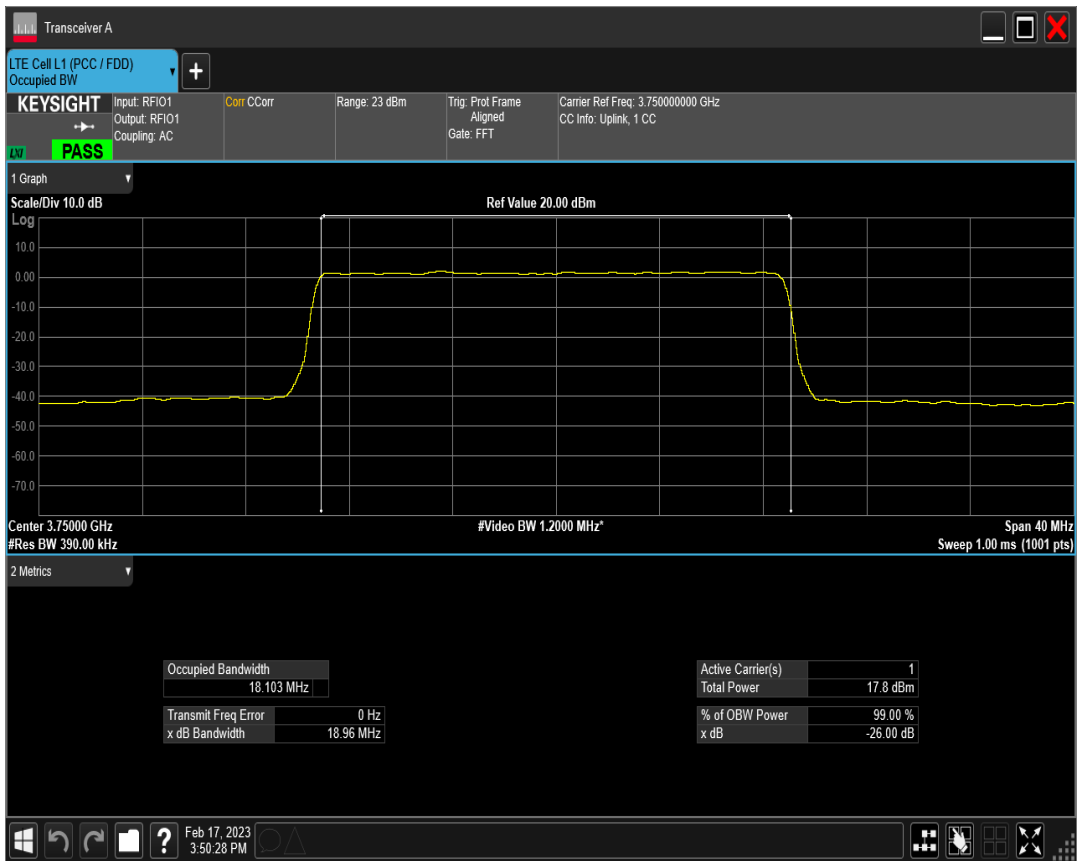 Transceiver A
LTE Cell L1 (PCC / FDD)
Occupied BW
+
KEYSIGHT
LXI
PASS
Input: RFIO1
Output: RFIO1
Coupling: AC
Corr CCorr
Range: 23 dBm
Trig: Prot Frame
Aligned
Gate: FFT
Carrier Ref Freq: 3.750000000 GHz
CC Info: Uplink, 1 CC
1 Graph
Scale/Div 10.0 dB
Ref Value 20.00 dBm
Log
10.0
0.00
-10.0
-20.0
-30.0
-40.0
-50.0
-60.0
-70.0
Center 3.75000 GHz
#Video BW 1.2000 MHz*
Span 40 MHz
#Res BW 390.00 kHz
Sweep 1.00 ms (1001 pts)
2 Metrics
Occupied Bandwidth
18.103 MHz
Transmit Freq Error 0 Hz
x dB Bandwidth 18.96 MHz
Active Carrier(s) 1
Total Power 17.8 dBm
% of OBW Power 99.00 %
x dB -26.00 dB
?
Feb 17, 2023
3:50:28 PM